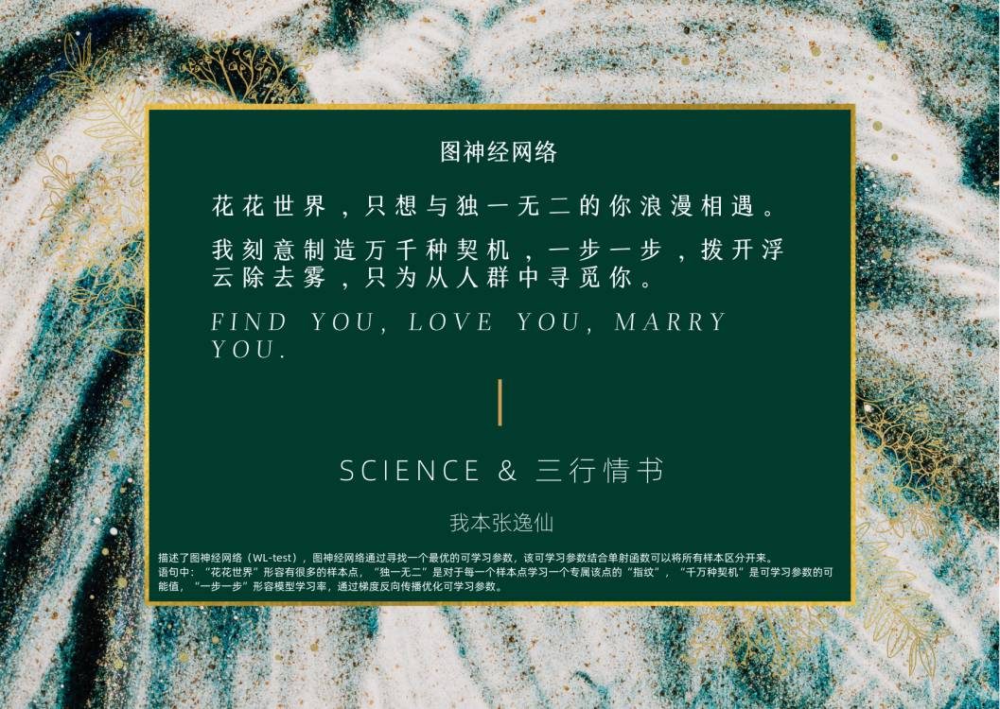 图神经网络
花花世界，只想与独一无二的你浪漫相遇。
我刻意制造万千种契机，一步一步，拨开浮
云除去雾，只为从人群中寻觅你。
FIND YOU, LOVE YOU, MARRY
YOU.
SCIENCE & 三行情书
我本张逸仙
描述了图神经网络（WL-test），图神经网络通过寻找一个最优的可学习参数，该可学习参数结合单射函数可以将所有样本区分开来。
语句中：“花花世界”形容有很多的样本点，“独一无二”是对于每一个样本点学习一个专属该点的“指纹”，“千万种契机”是可学习参数的可
能值，“一步一步”形容模型学习率，通过梯度反向传播优化可学习参数。